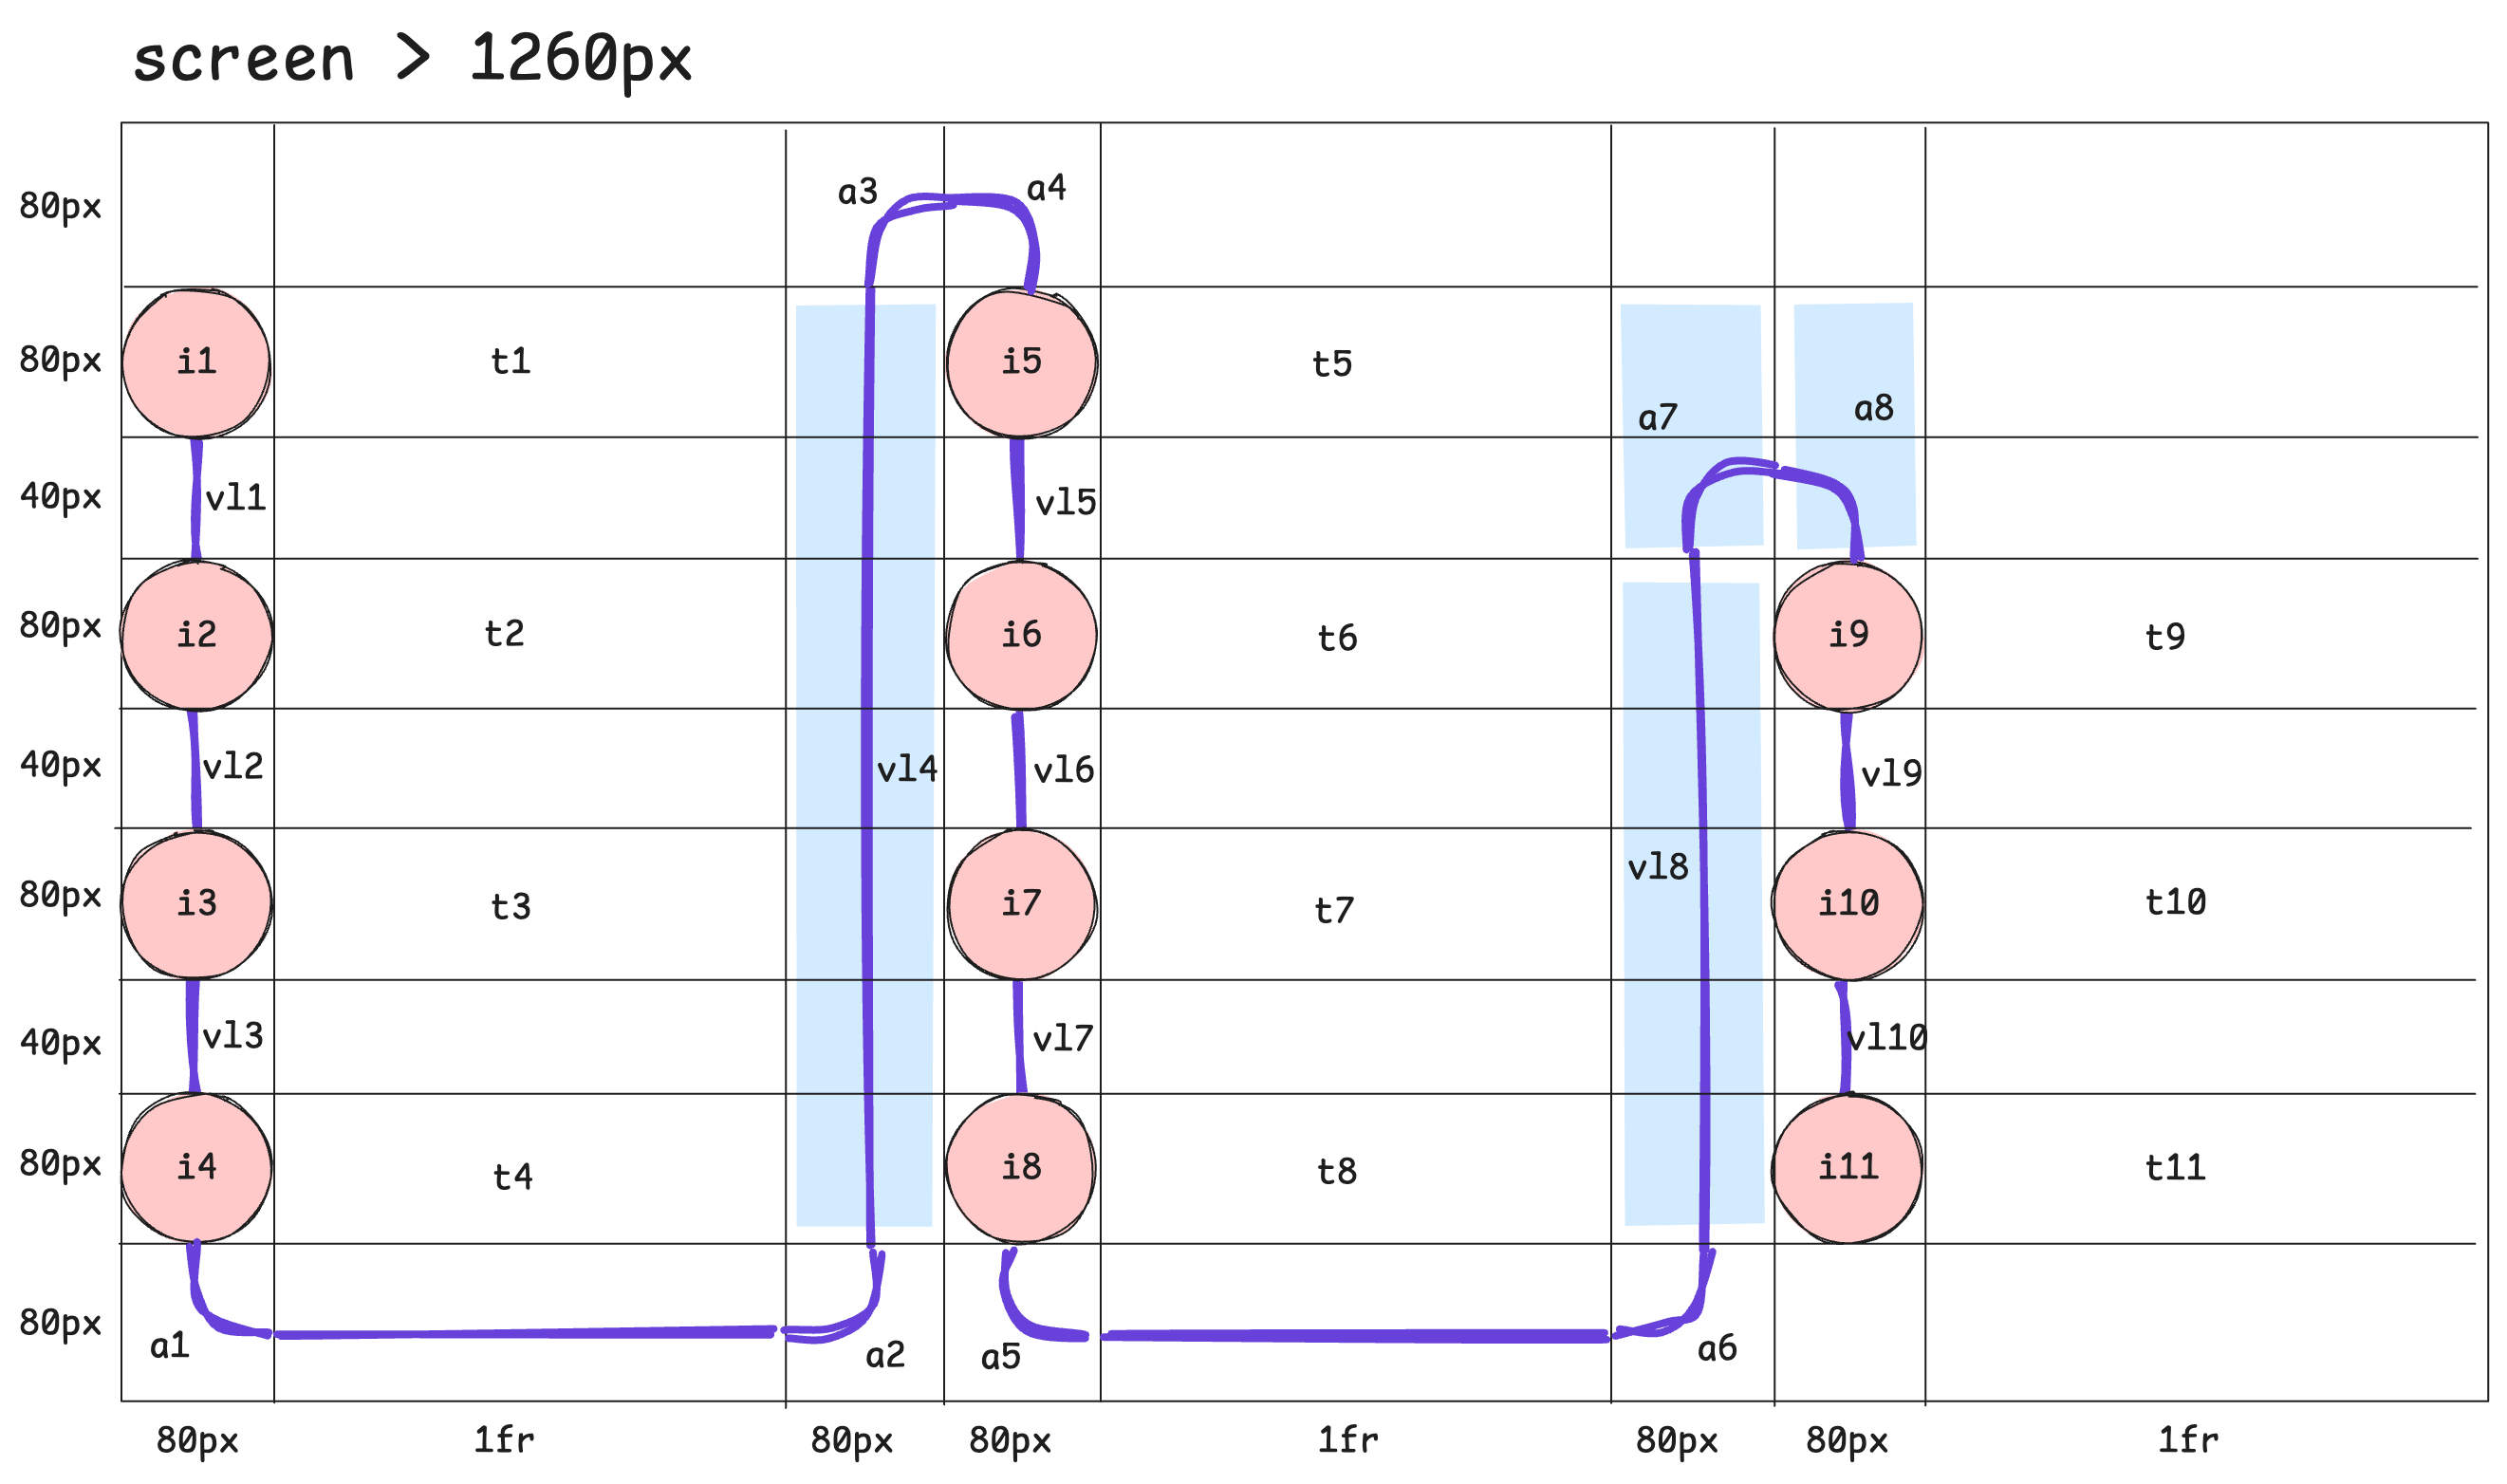 screen > 1260px
80px
a3
a4
80px
i1
t1
i5
t5
a7
a8
40px
vl1
vl5
80px
i2
t2
i6
t6
i9
t9
40px
vl2
vl4
vl6
vl9
80px
i3
t3
vl8
i7
t7
i10
t10
40px
vl3
vl7
vl10
80px
i4
t4
i8
t8
i11
t11
80px
a1
a2
a5
a6
80px
1fr
80px
80px
1fr
80px
80px
1fr